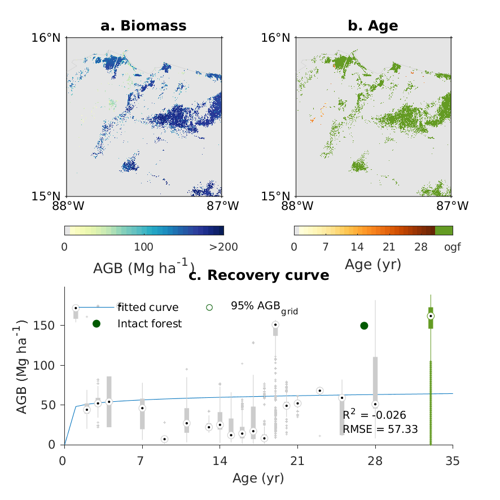 a. Biomass
b. Age
16°N
16°N
15°N
15°N
88°W
87°W
88°W
87°W
0
100
>200
0
7
14
21
28
ogf
AGB (Mg ha⁻¹)
Age (yr)
c. Recovery curve
fitted curve
95% AGB_grid
Intact forest
150
100
50
0
AGB (Mg ha⁻¹)
R² = -0.026
RMSE = 57.33
0
7
14
21
28
35
Age (yr)